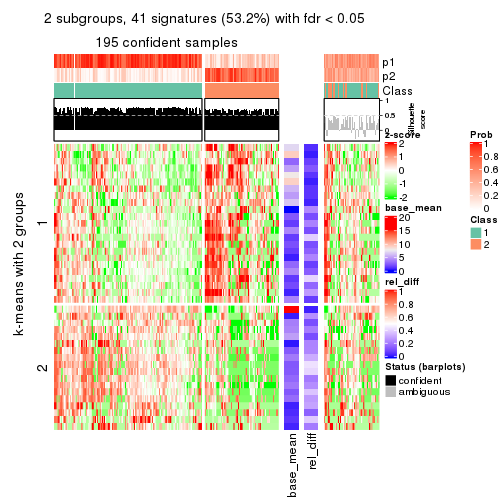 2 subgroups, 41 signatures (53.2%) with fdr < 0.05
195 confident samples
p1
p2
Class
1
0.5
0
Silhouette
score
k-means with 2 groups
1
2
base_mean
rel_diff
z-score
2
1
0
-1
-2
base_mean
20
15
10
5
0
rel_diff
1
0.8
0.6
0.4
0.2
0
Status (barplots)
confident
ambiguous
Prob
1
0.8
0.6
0.4
0.2
0
Class
1
2